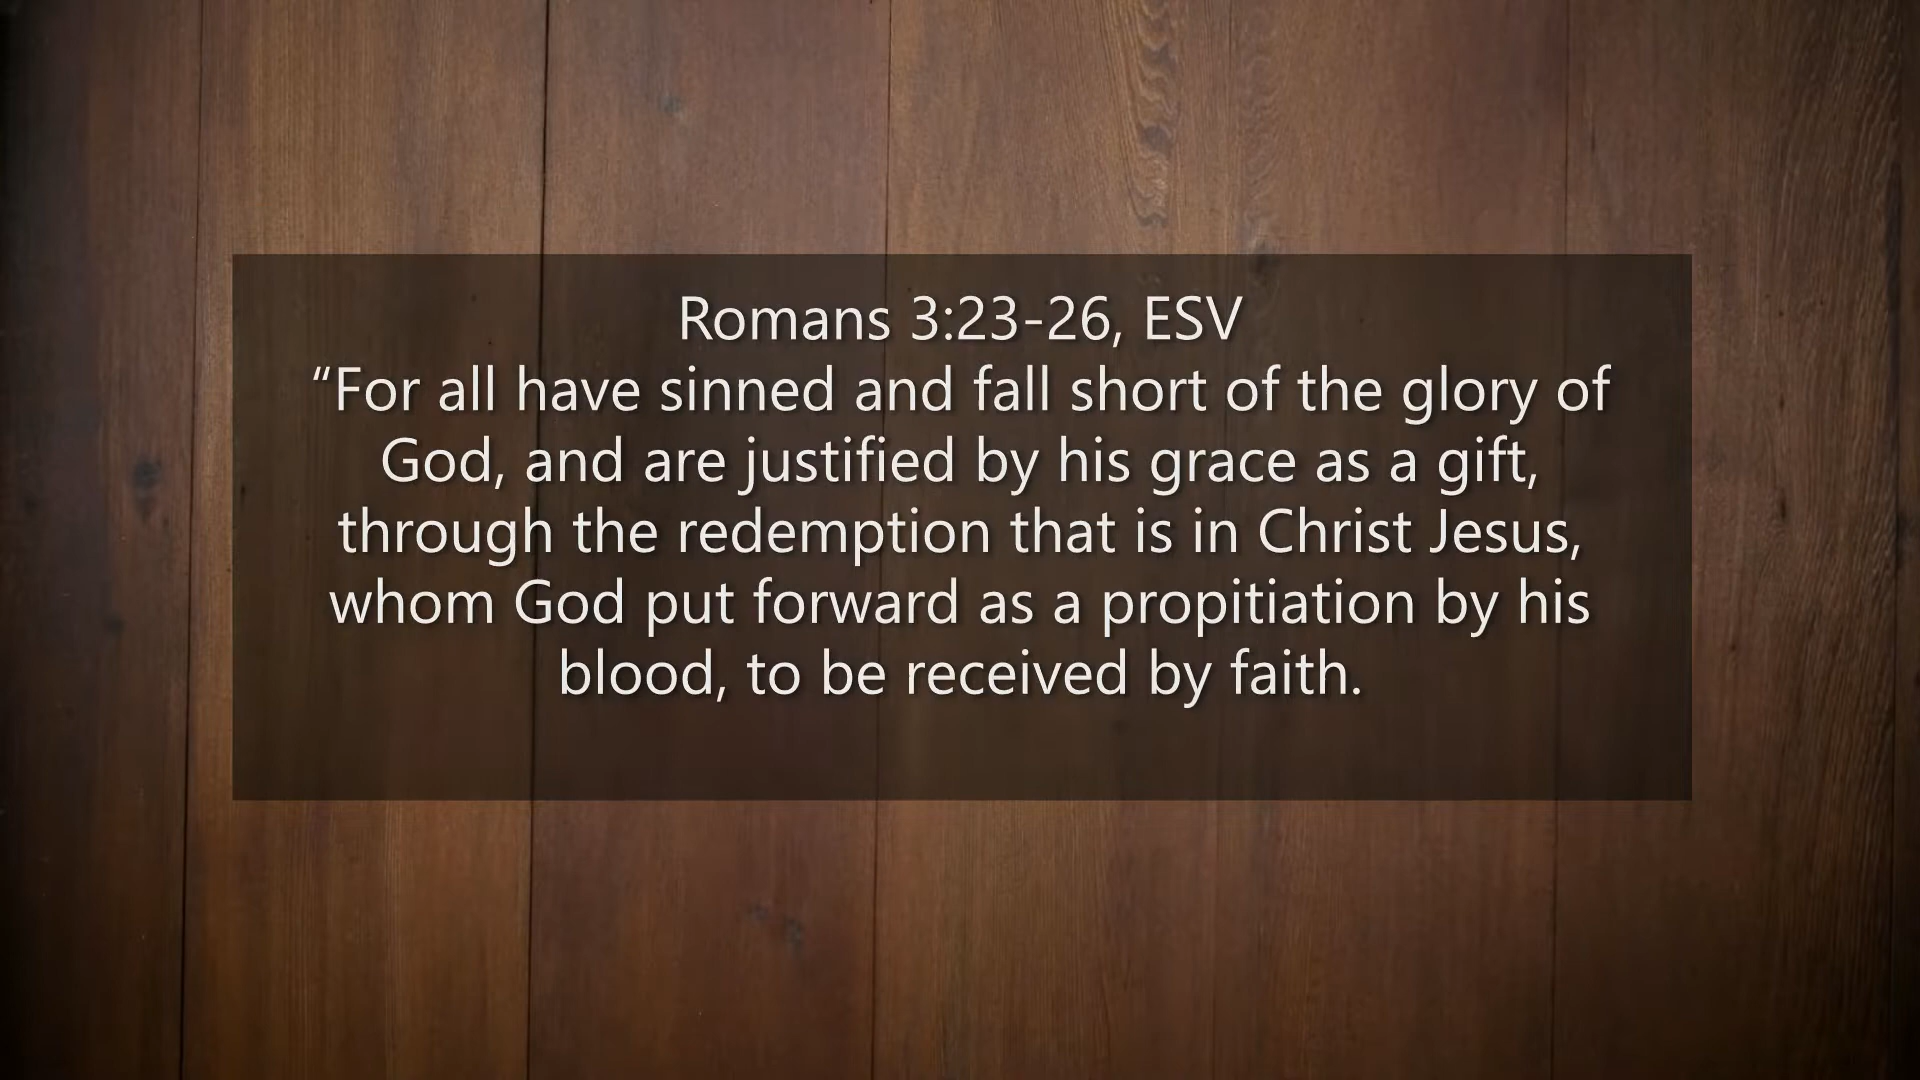 Romans 3:23-26, ESV
“For all have sinned and fall short of the glory of
God, and are justified by his grace as a gift,
through the redemption that is in Christ Jesus,
whom God put forward as a propitiation by his
blood, to be received by faith.